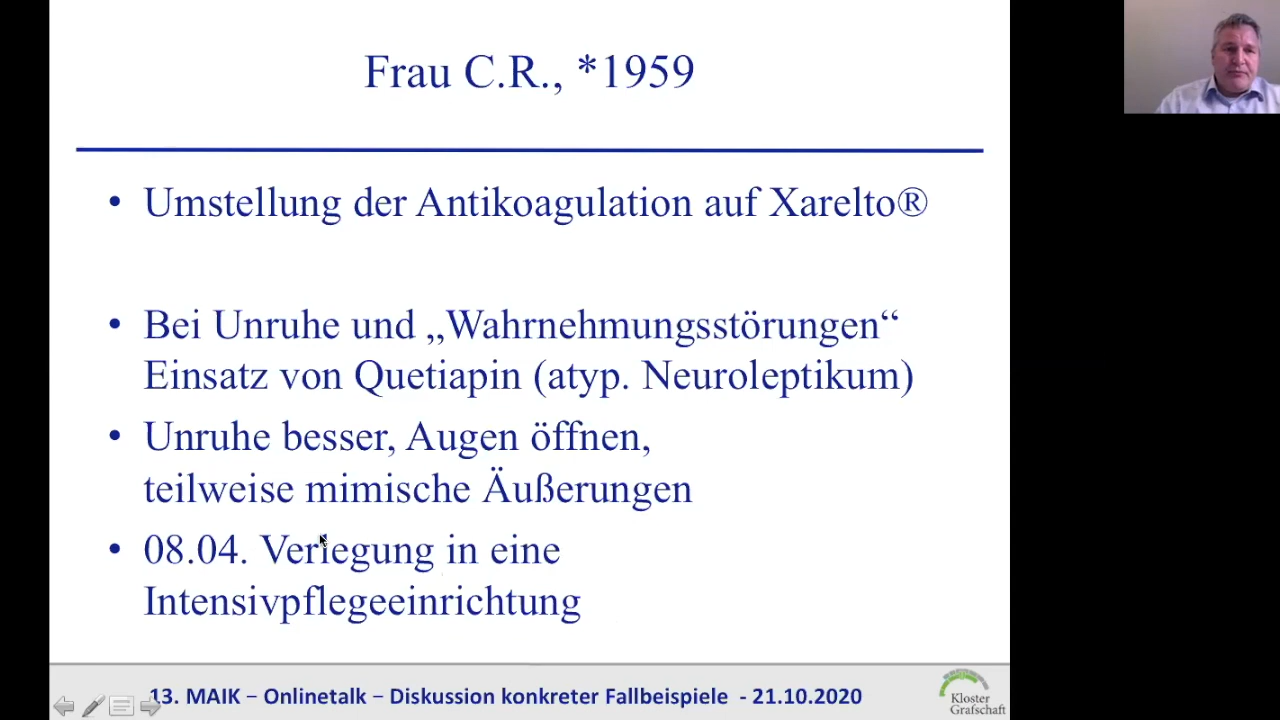 Frau C.R., *1959
• Umstellung der Antikoagulation auf Xarelto®
• Bei Unruhe und „Wahrnehmungsstörungen“
Einsatz von Quetiapin (atyp. Neuroleptikum)
• Unruhe besser, Augen öffnen,
teilweise mimische Äußerungen
• 08.04. Verlegung in eine
Intensivpflegeeinrichtung
13. MAIK – Onlinetalk – Diskussion konkreter Fallbeispiele - 21.10.2020
Kloster
Grafschaft